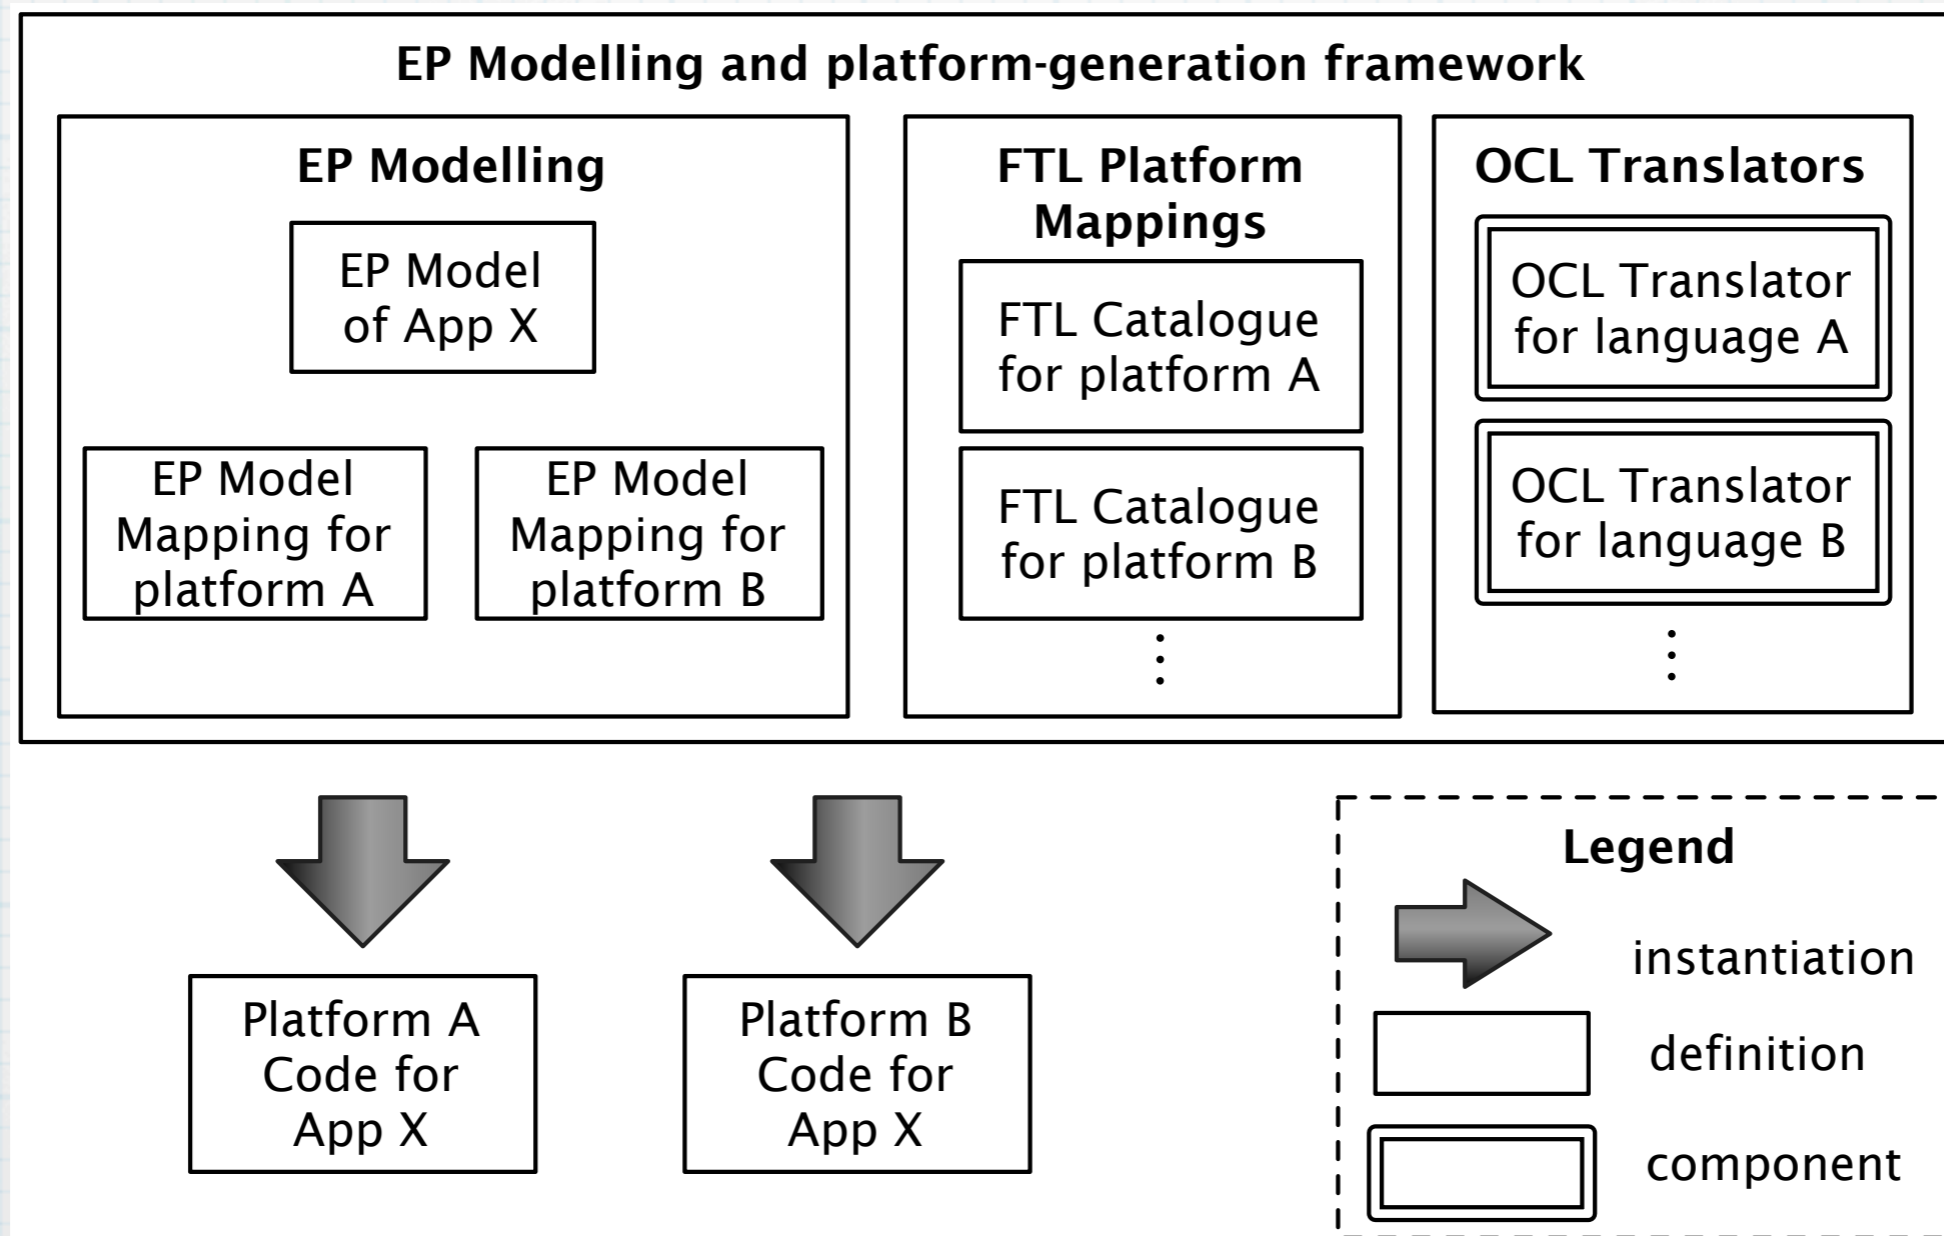 EP Modelling and platform-generation framework
EP Modelling
EP Model
of App X
EP Model
Mapping for
platform A
EP Model
Mapping for
platform B
FTL Platform
Mappings
FTL Catalogue
for platform A
FTL Catalogue
for platform B
OCL Translators
OCL Translator
for language A
OCL Translator
for language B
Platform A
Code for
App X
Platform B
Code for
App X
Legend
instantiation
definition
component